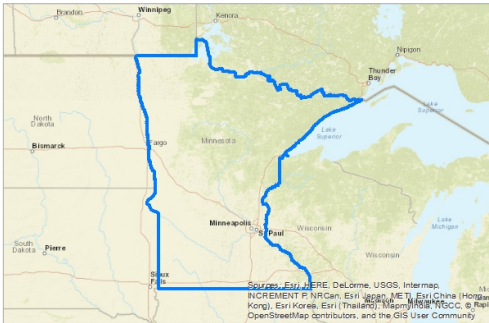 Brandon
Winnipeg
Kenora
Nipigon
Thunder
Bay
Lake
Superior
Lake
Superior
North
Dakota
Minnesota
Fargo
Bismarck
Minneapolis
St Paul
Wisconsin
Lake
Michigan
South
Dakota
Pierre
Wisconsin
Sioux
Falls
Sources: Esri, HERE, DeLorme, USGS, Intermap,
INCREMENT P, NRCan, Esri Japan, METI, Esri China (Hong
Kong), Esri Korea, Esri (Thailand), MapmyIndia, NGCC, ©
OpenStreetMap contributors, and the GIS User Community